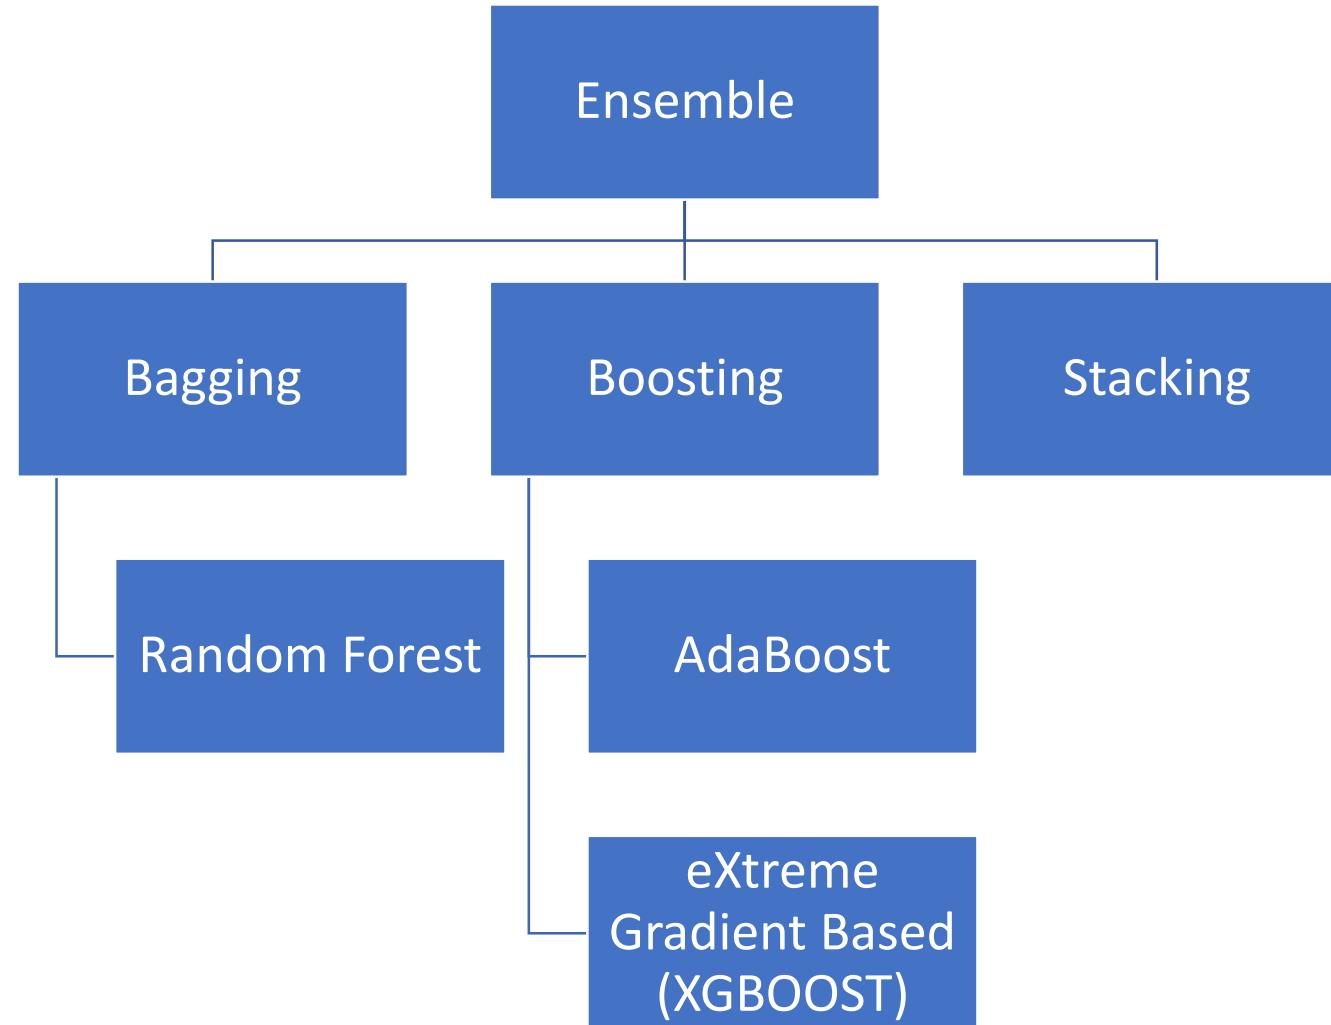 Ensemble
Bagging
Boosting
Stacking
Random Forest
AdaBoost
eXtreme
Gradient Based
(XGBOOST)